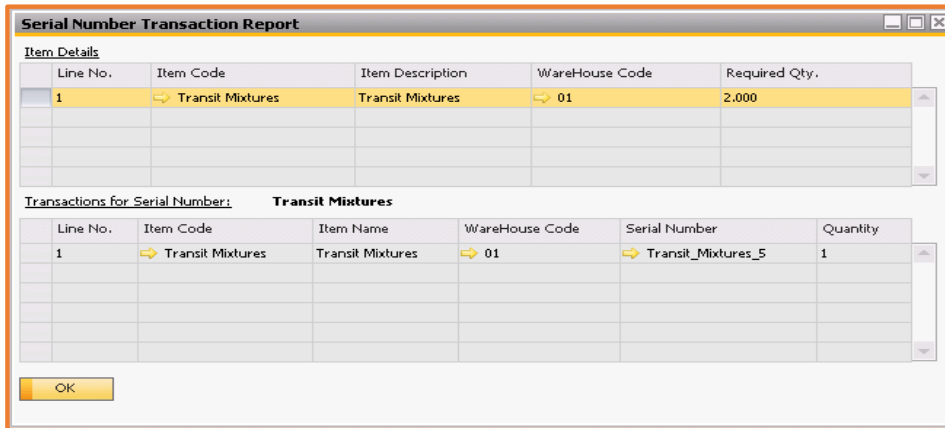 Serial Number Transaction Report
Item Details
Line No. Item Code Item Description WareHouse Code Required Qty.
1 Transit Mixtures Transit Mixtures 01 2.000
Transactions for Serial Number: Transit Mixtures
Line No. Item Code Item Name WareHouse Code Serial Number Quantity
1 Transit Mixtures Transit Mixtures 01 Transit_Mixtures_5 1
OK